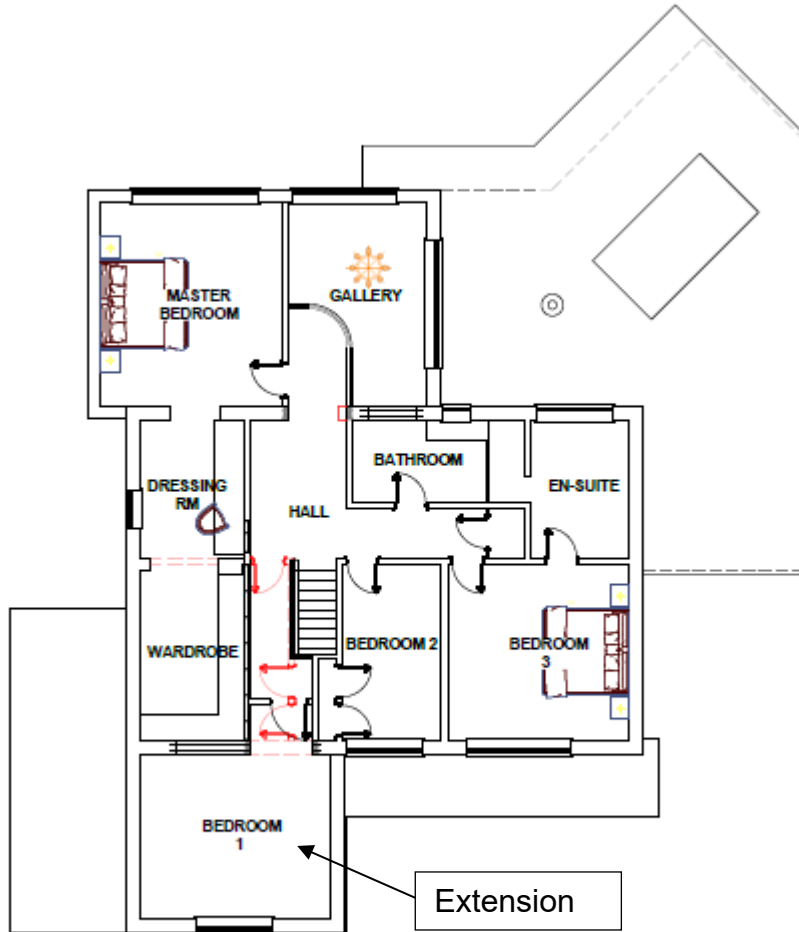 MASTER
BEDROOM
GALLERY
BATHROOM
DRESSING
RM
EN-SUITE
HALL
WARDROBE
BEDROOM 2
BEDROOM
3
BEDROOM
1
Extension